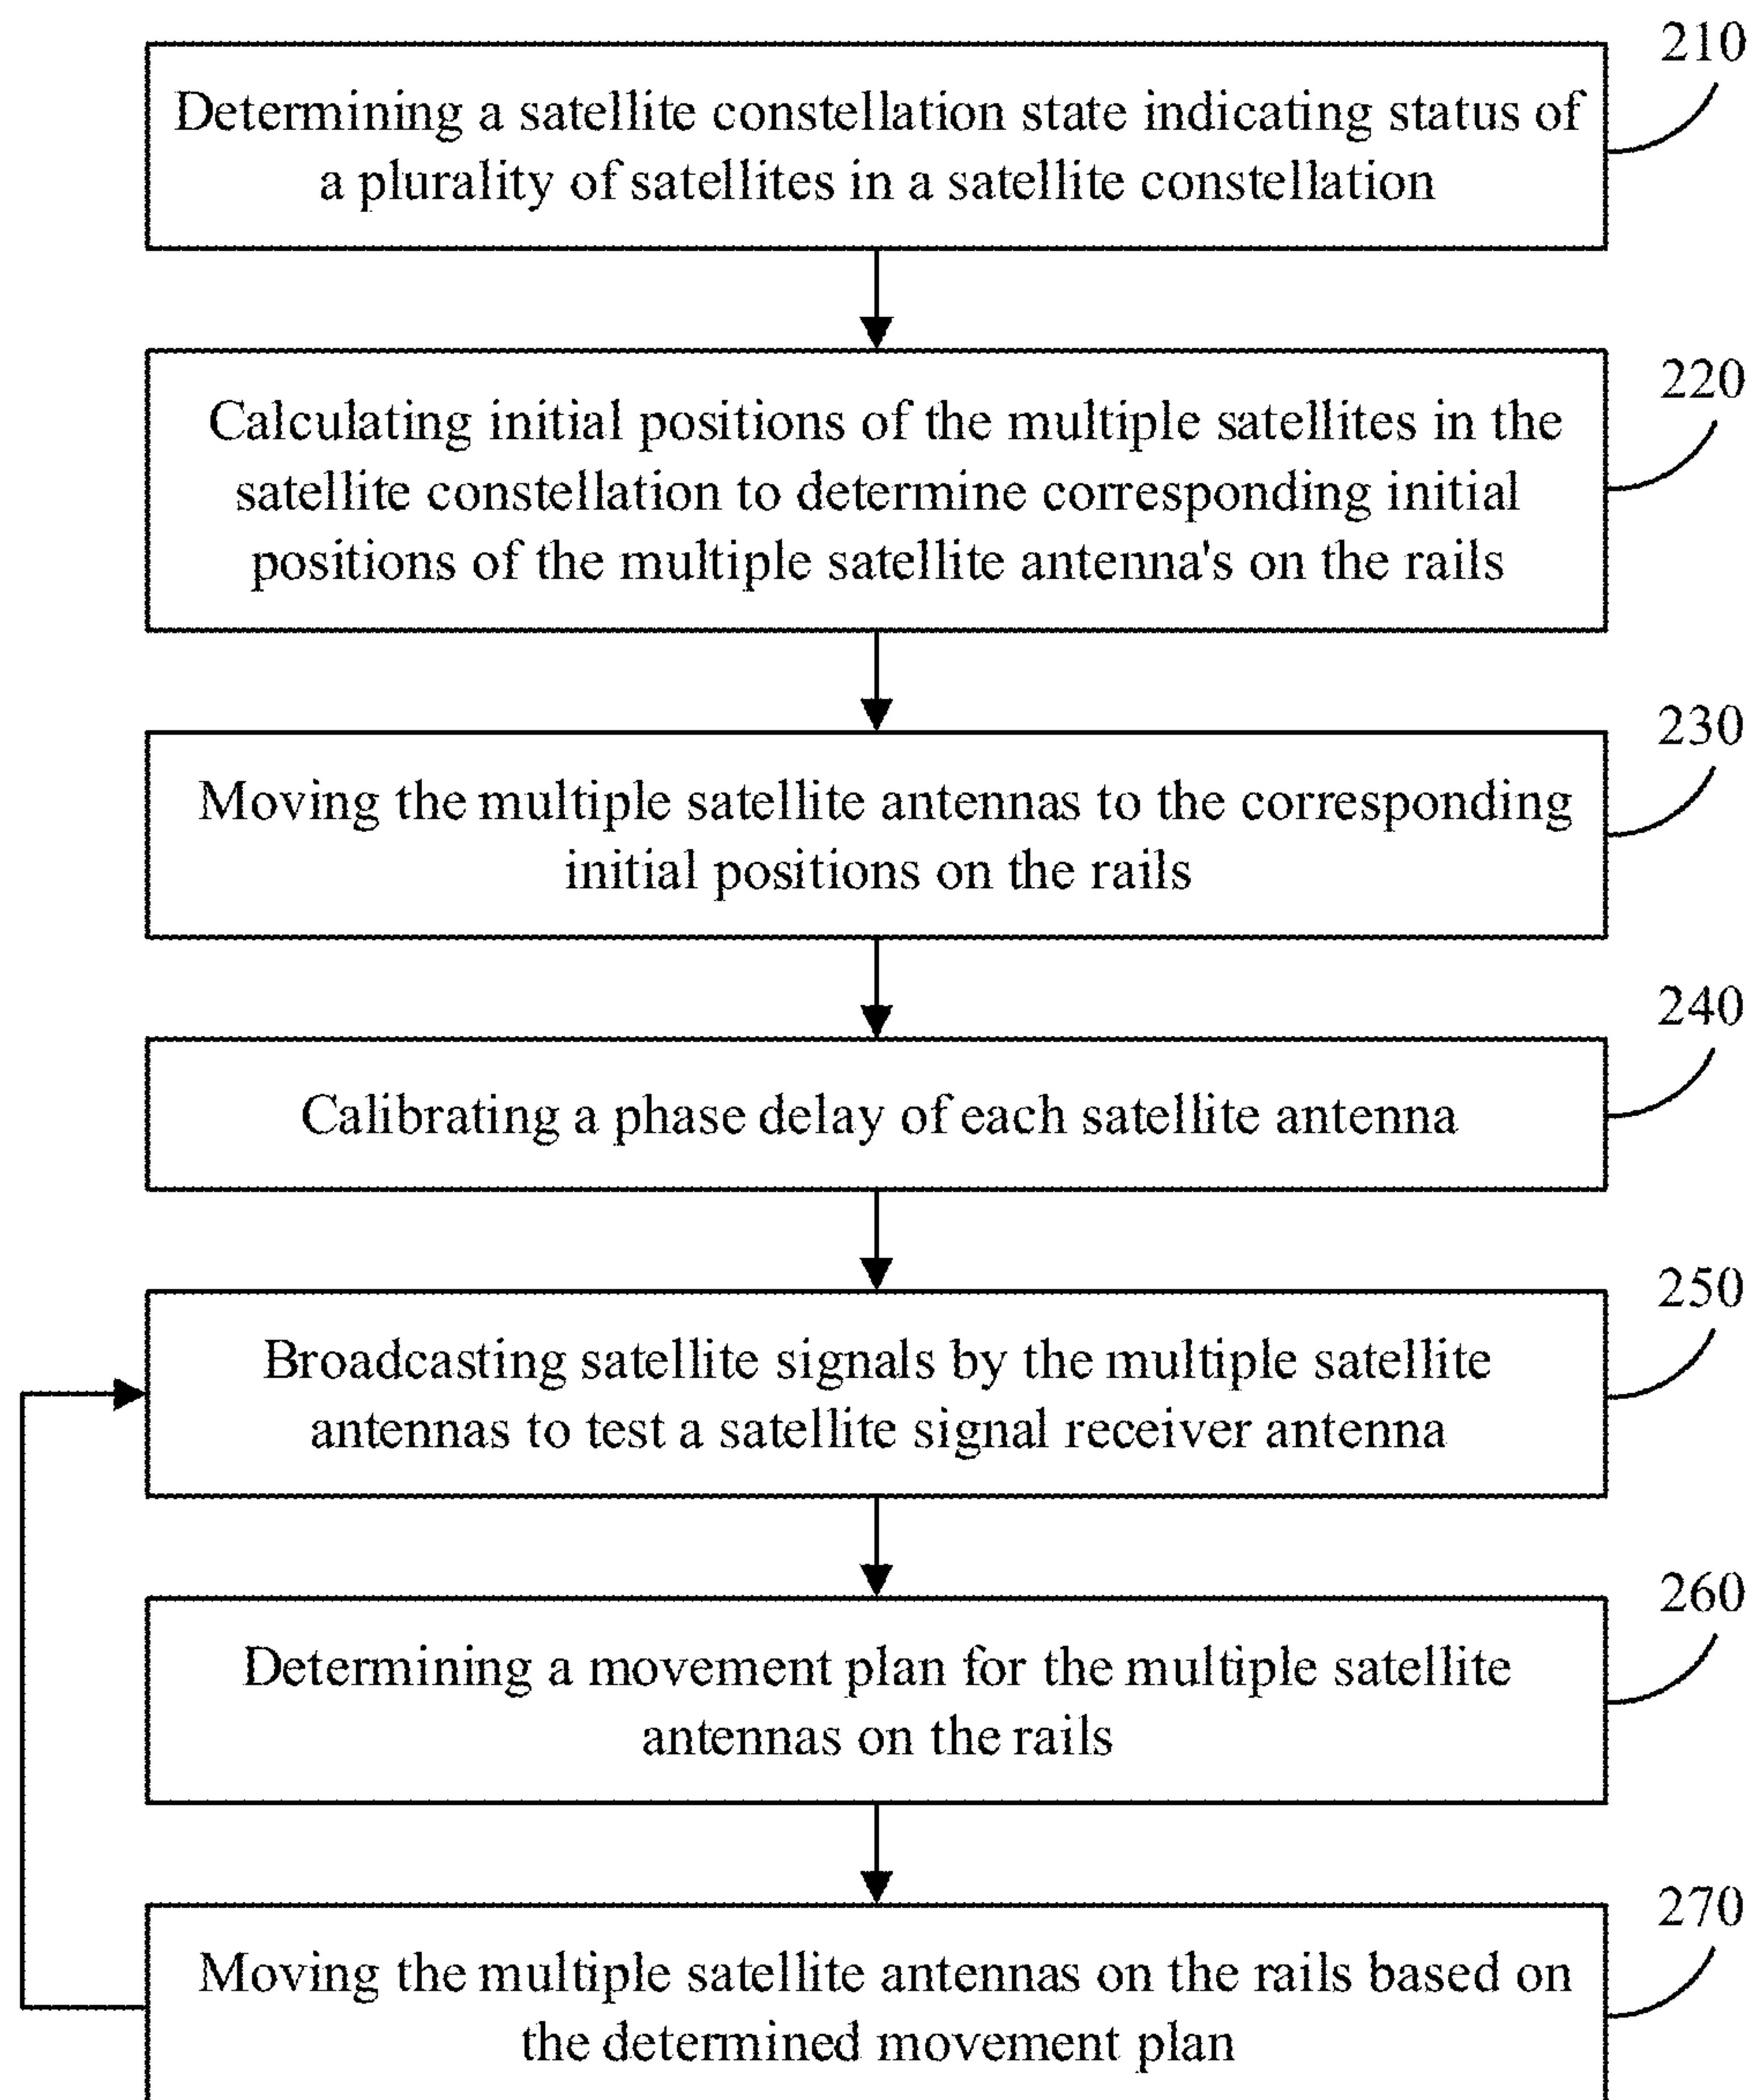 210
Determining a satellite constellation state indicating status of
a plurality of satellites in a satellite constellation
220
Calculating initial positions of the multiple satellites in the
satellite constellation to determine corresponding initial
positions of the multiple satellite antenna's on the rails
230
Moving the multiple satellite antennas to the corresponding
initial positions on the rails
240
Calibrating a phase delay of each satellite antenna
250
Broadcasting satellite signals by the multiple satellite
antennas to test a satellite signal receiver antenna
260
Determining a movement plan for the multiple satellite
antennas on the rails
270
Moving the multiple satellite antennas on the rails based on
the determined movement plan